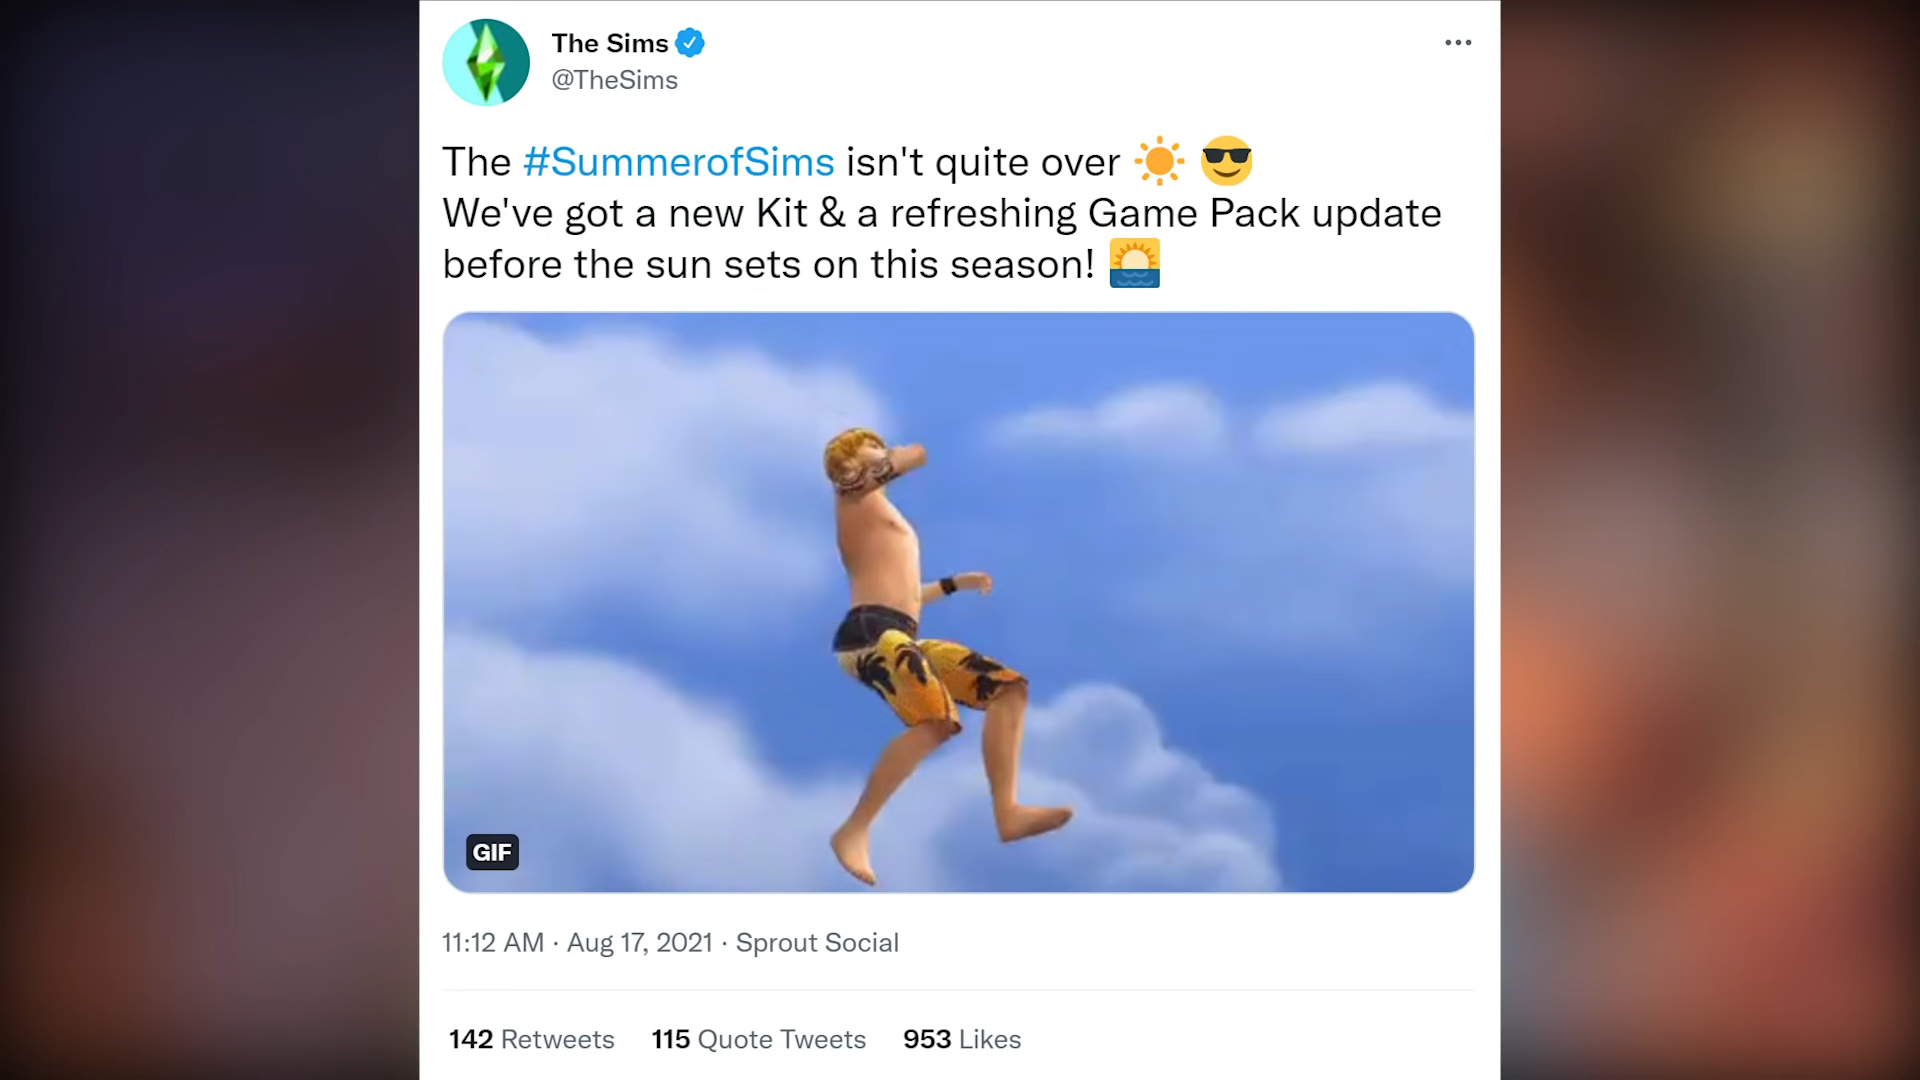 The Sims
@TheSims
The #SummerofSims isn't quite over ☀️ 😎
We've got a new Kit & a refreshing Game Pack update
before the sun sets on this season! 🌅
GIF
11:12 AM · Aug 17, 2021 · Sprout Social
142 Retweets 115 Quote Tweets 953 Likes